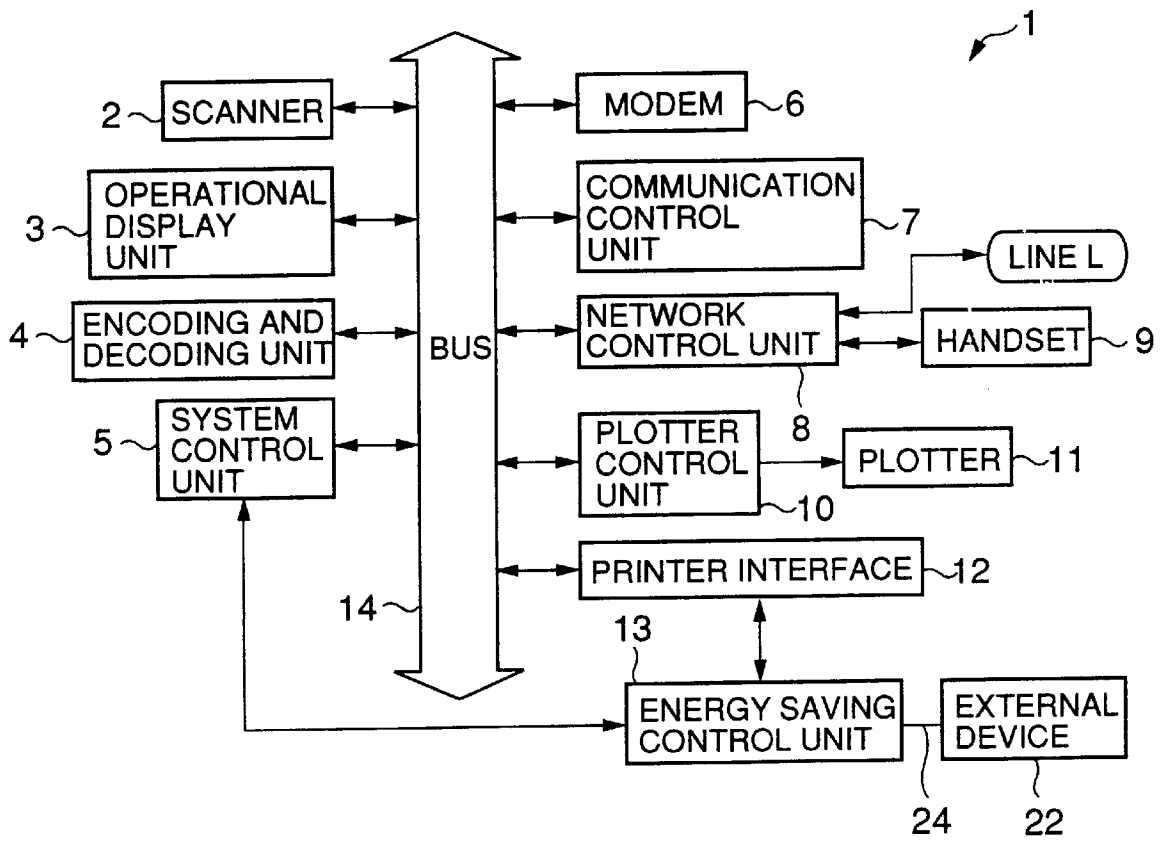 1
2 SCANNER
MODEM 6
3 OPERATIONAL
DISPLAY
UNIT
COMMUNICATION
CONTROL
UNIT 7
LINE L
4 ENCODING AND
DECODING UNIT
BUS
NETWORK
CONTROL UNIT
8
HANDSET 9
5 SYSTEM
CONTROL
UNIT
PLOTTER
CONTROL
UNIT
10
PLOTTER 11
14
PRINTER INTERFACE 12
13
ENERGY SAVING
CONTROL UNIT
24
EXTERNAL
DEVICE
22